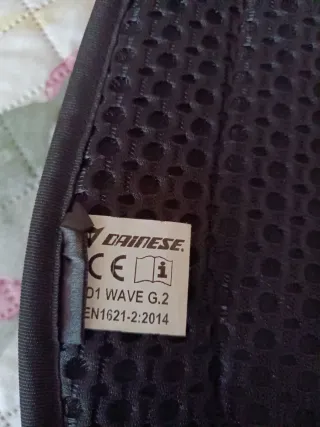 DAINESE
CE i
D1 WAVE G.2
EN1621-2:2014